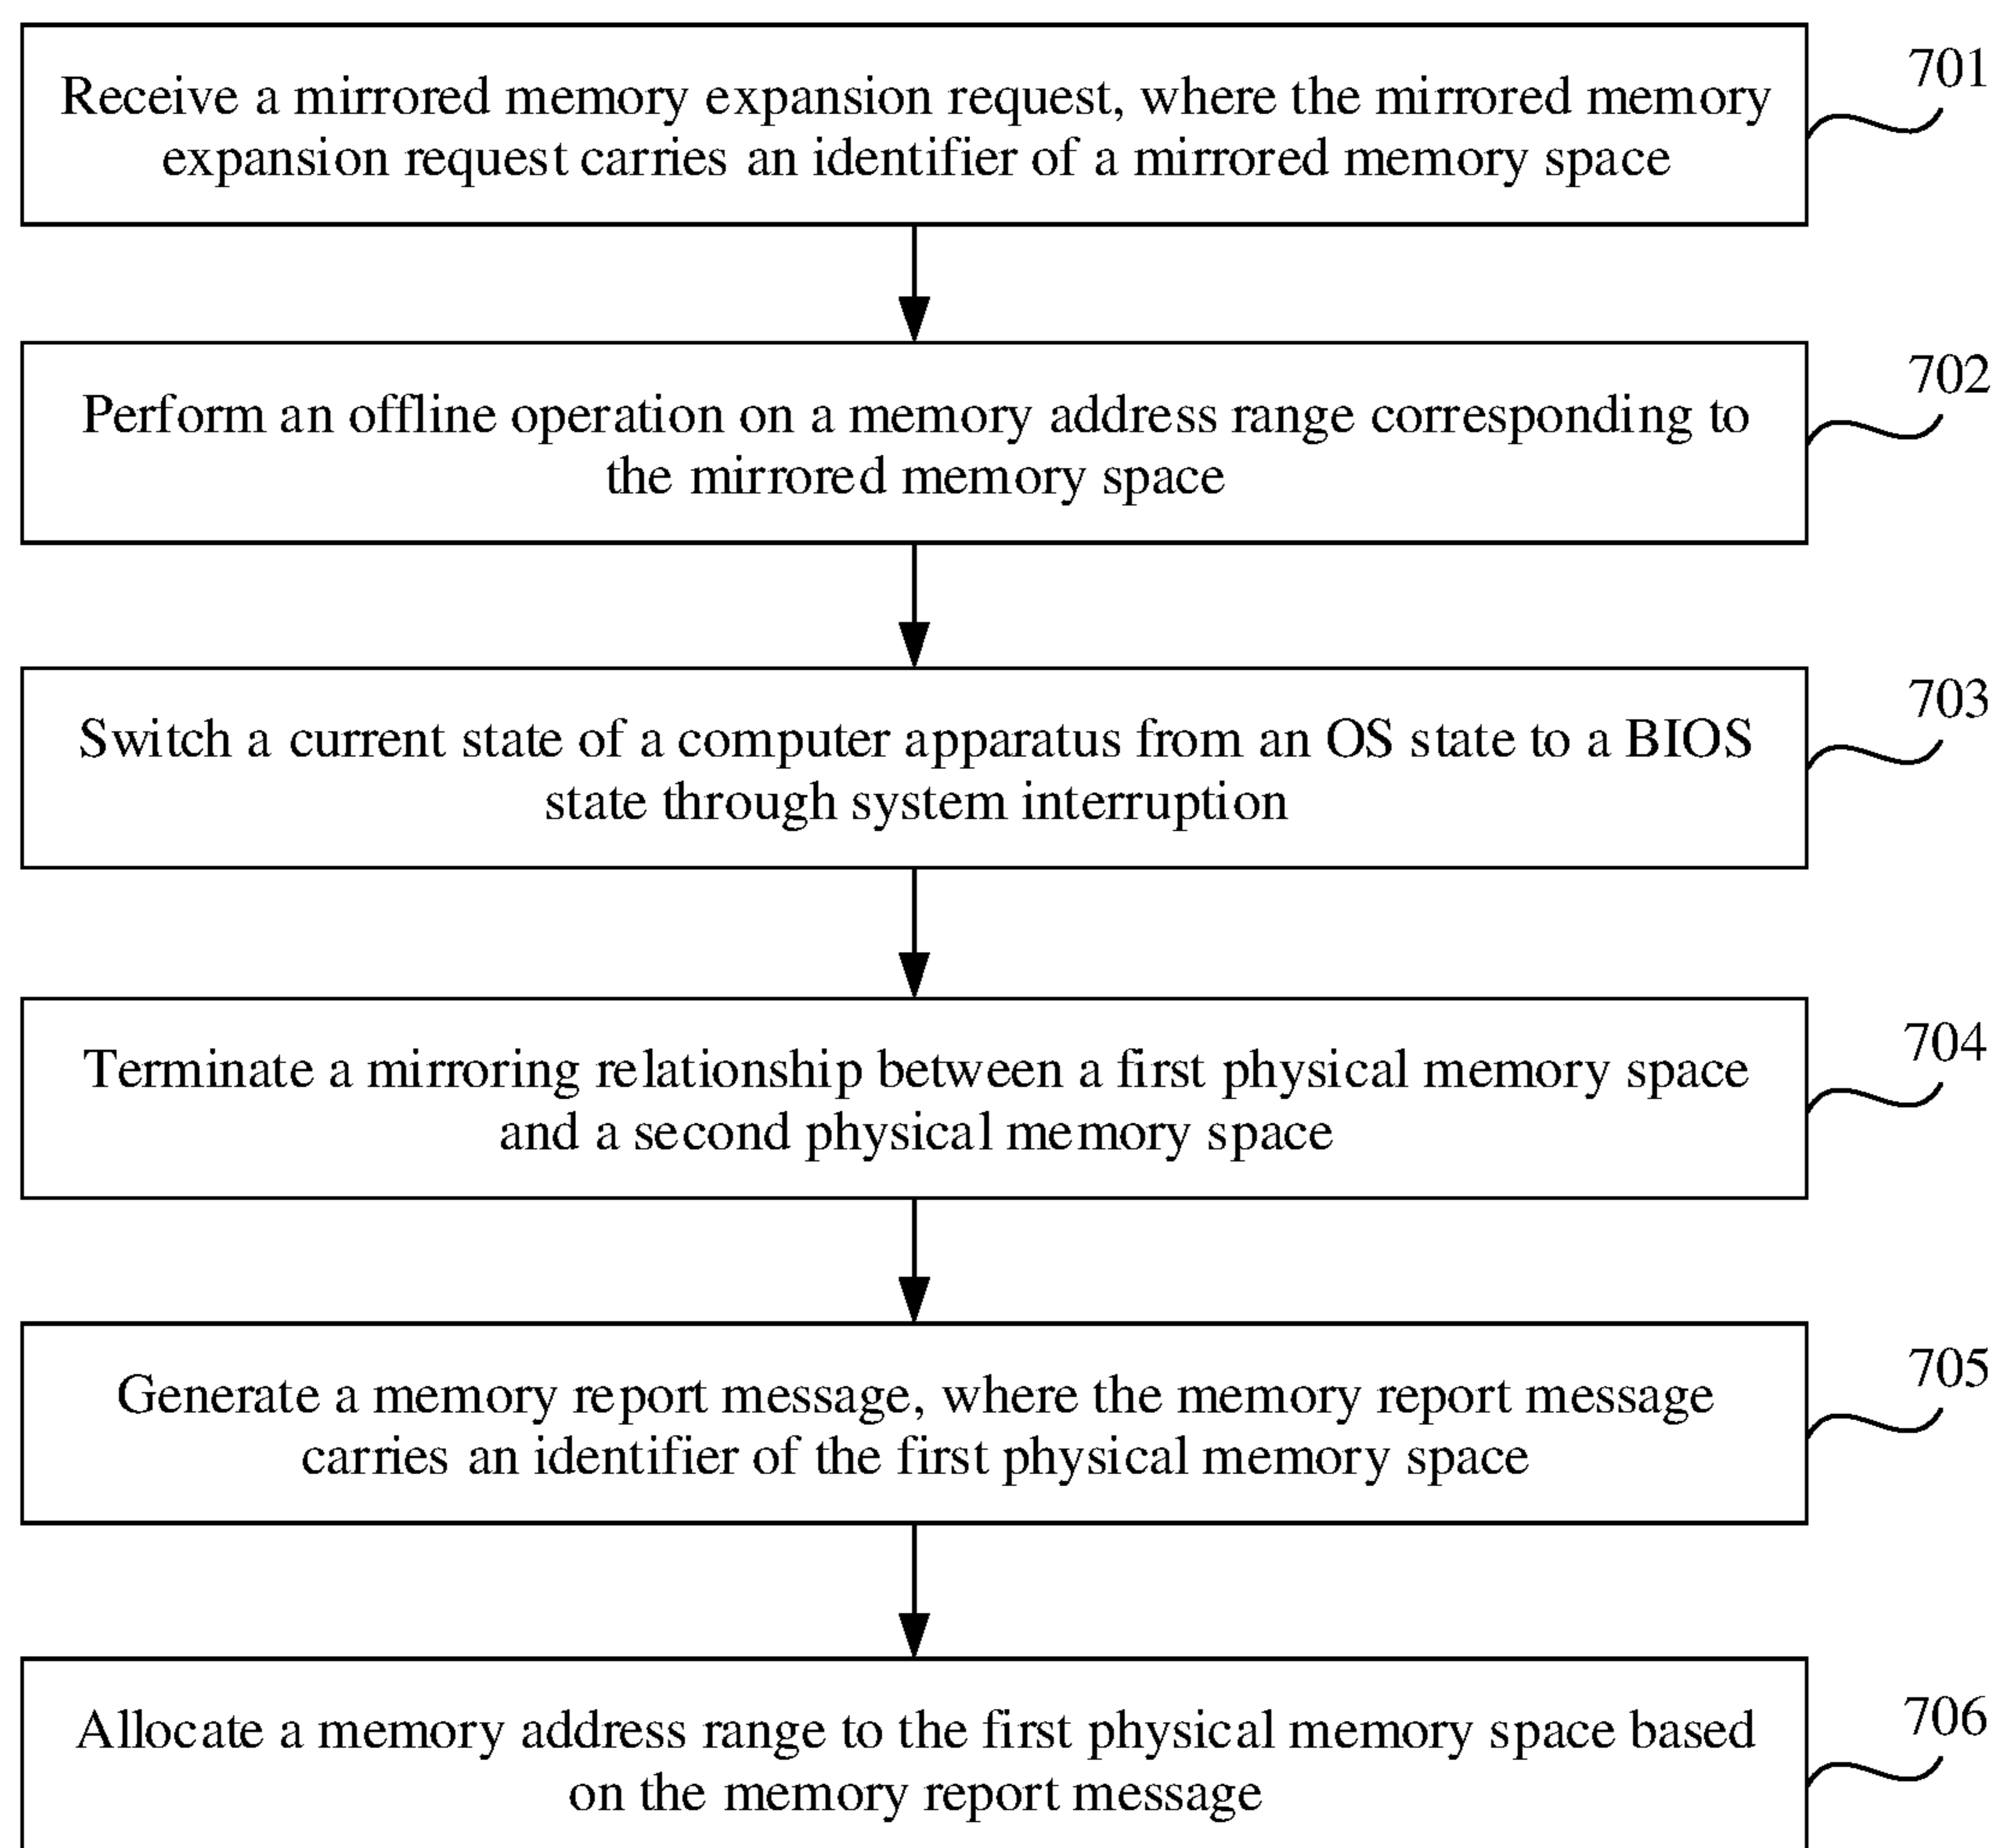 Receive a mirrored memory expansion request, where the mirrored memory
expansion request carries an identifier of a mirrored memory space
701
Perform an offline operation on a memory address range corresponding to
the mirrored memory space
702
Switch a current state of a computer apparatus from an OS state to a BIOS
state through system interruption
703
Terminate a mirroring relationship between a first physical memory space
and a second physical memory space
704
Generate a memory report message, where the memory report message
carries an identifier of the first physical memory space
705
Allocate a memory address range to the first physical memory space based
on the memory report message
706